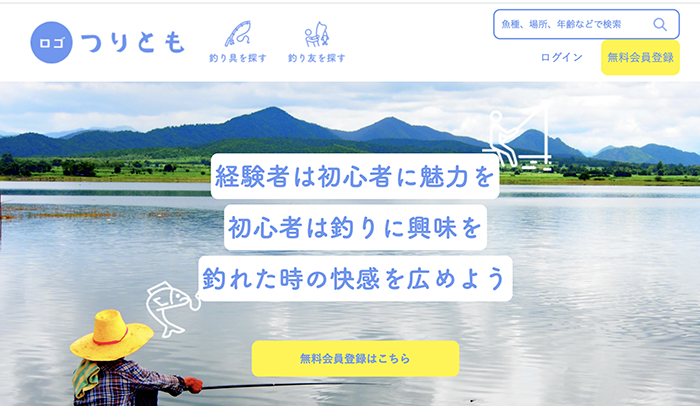 ロゴ
つりとも
釣り具を探す
釣り友を探す
魚種、場所、年齢などで検索
ログイン
無料会員登録
経験者は初心者に魅力を
初心者は釣りに興味を
釣れた時の快感を広めよう
無料会員登録はこちら